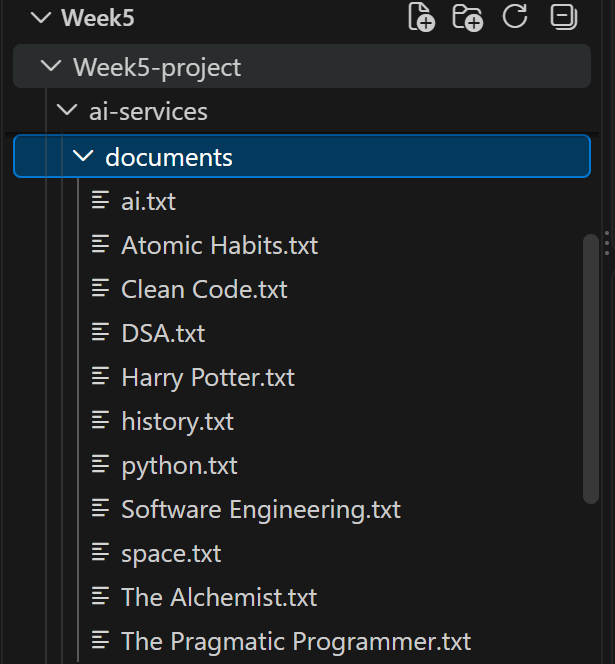 Week5
Week5-project
ai-services
documents
ai.txt
Atomic Habits.txt
Clean Code.txt
DSA.txt
Harry Potter.txt
history.txt
python.txt
Software Engineering.txt
space.txt
The Alchemist.txt
The Pragmatic Programmer.txt